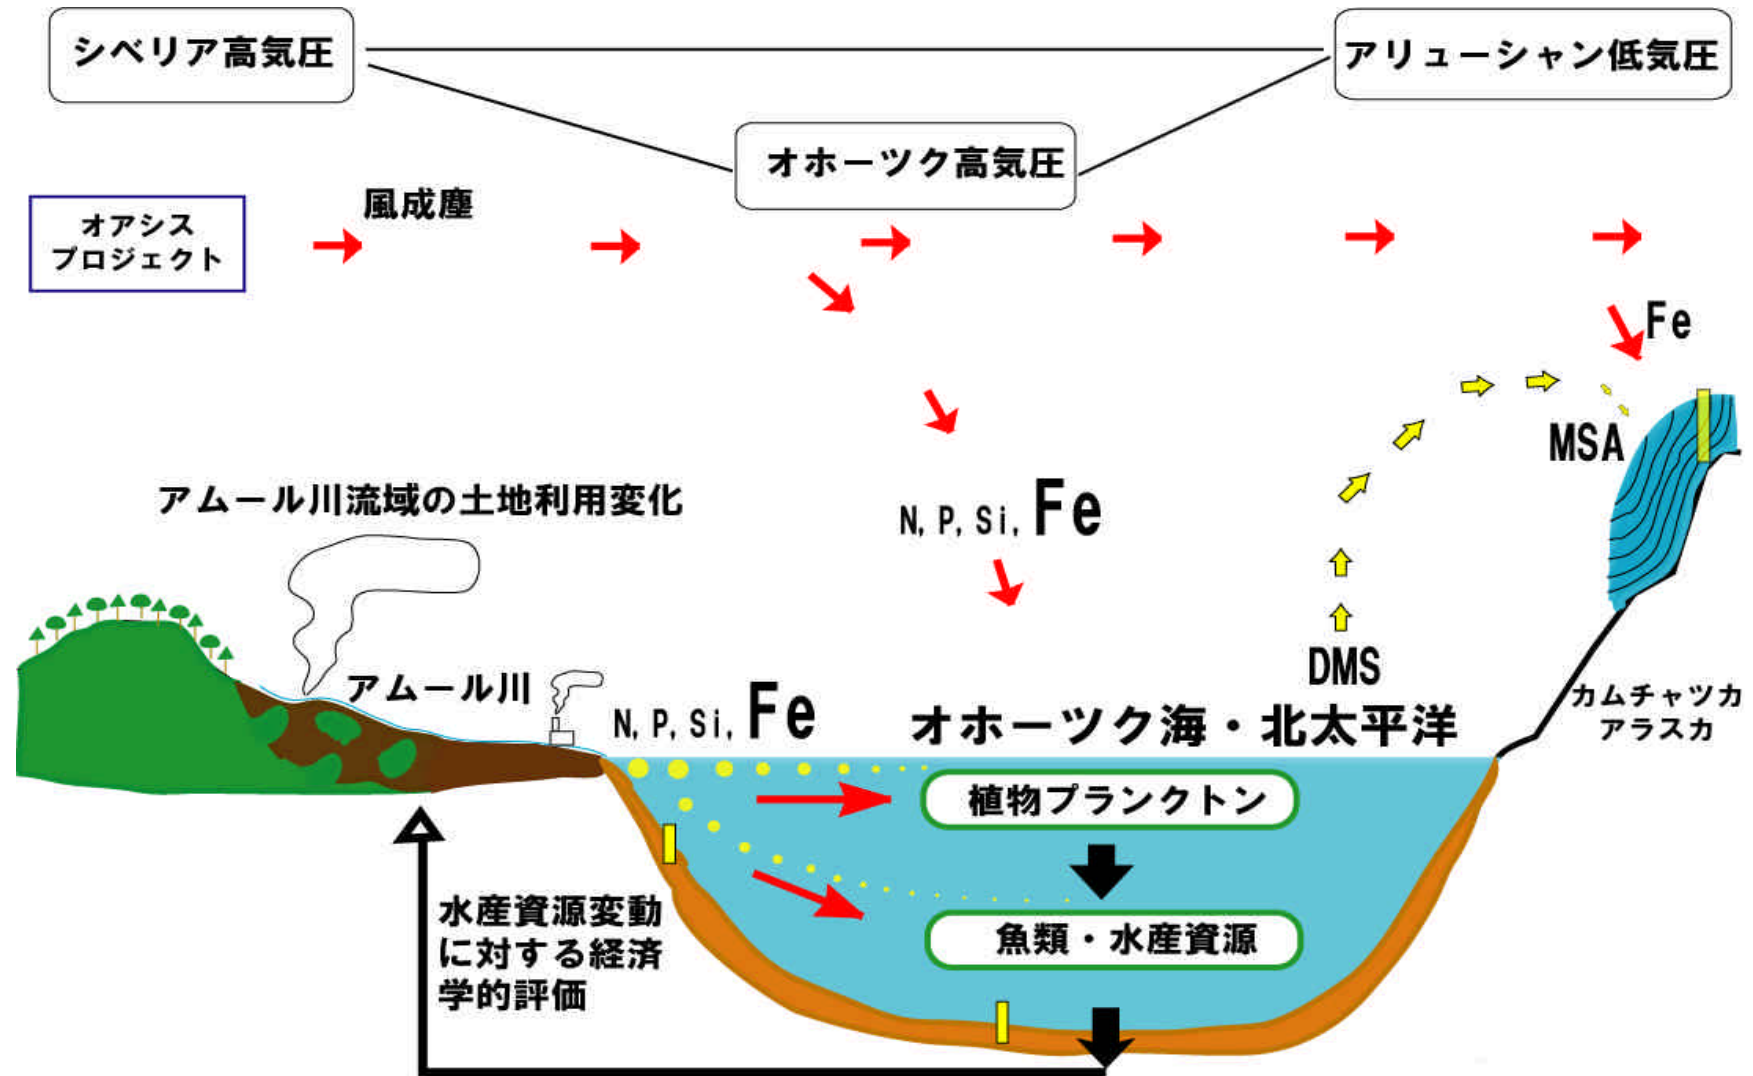 シベリア高気圧
アリューシャン低気圧
オホーツク高気圧
オアシス
プロジェクト
風成塵
Fe
MSA
アムール川流域の土地利用変化
N, P, Si, Fe
DMS
アムール川
カムチャツカ
アラスカ
N, P, Si, Fe
オホーツク海・北太平洋
植物プランクトン
水産資源変動
に対する経済
学的評価
魚類・水産資源